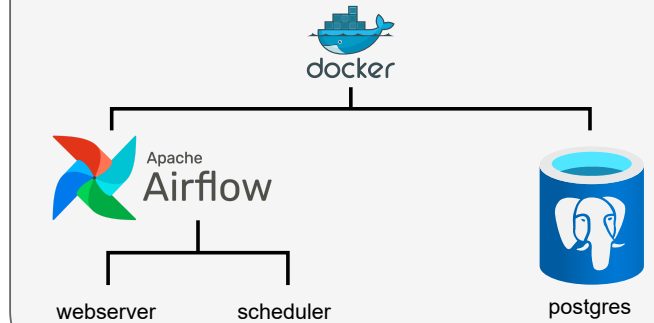 docker
Apache
Airflow
webserver
scheduler
postgres